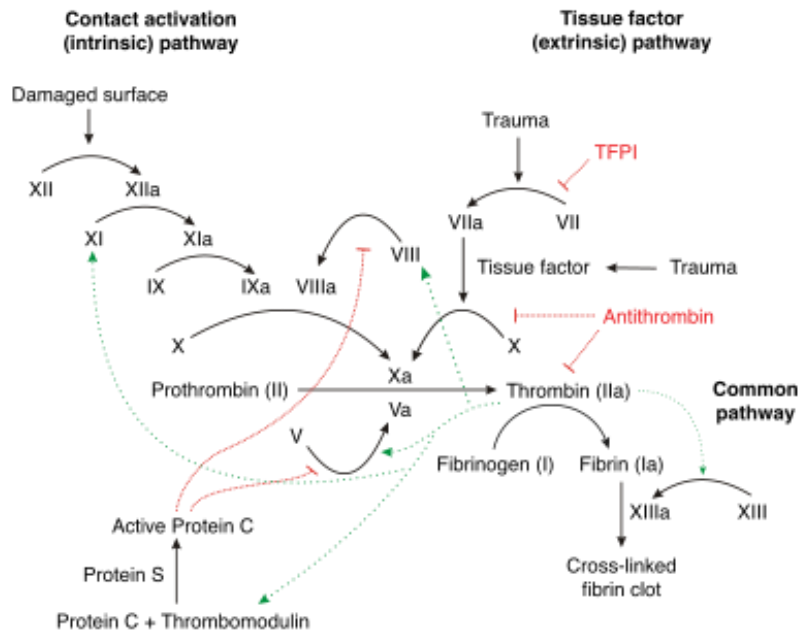 Contact activation
(intrinsic) pathway
Tissue factor
(extrinsic) pathway
Damaged surface
Trauma
TFPI
XII
XIIa
VIIa
VII
XI
XIa
VIII
IX
IXa
VIIIa
Tissue factor
Trauma
X
X
Antithrombin
Xa
Prothrombin (II)
Thrombin (IIa)
Common
pathway
Va
V
Fibrinogen (I)
Fibrin (Ia)
XIIIa
XIII
Active Protein C
Cross-linked
fibrin clot
Protein S
Protein C + Thrombomodulin